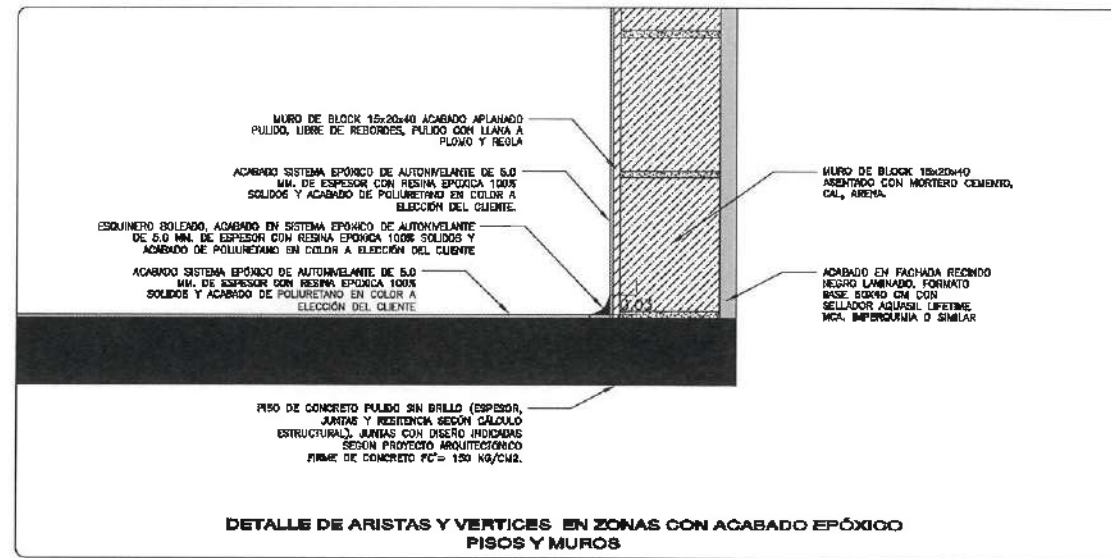 MURO DE BLOCK 15x20x40 ACABADO APLANADO
PULIDO, LIBRE DE REBORDES, PULIDO CON LLANA A
PLOMO Y REGLA
ACABADO SISTEMA EPÓXICO DE AUTONIVELANTE DE 5.0
MM. DE ESPESOR CON RESINA EPOXICA 100%
SOLIDOS Y ACABADO DE POLIURETANO EN COLOR A
ELECCIÓN DEL CLIENTE.
ESQUINERO BOLEADO, ACABADO EN SISTEMA EPÓXICO DE AUTONIVELANTE
DE 5.0 MM. DE ESPESOR CON RESINA EPOXICA 100% SOLIDOS Y
ACABADO DE POLIURETANO EN COLOR A ELECCIÓN DEL CLIENTE
ACABADO SISTEMA EPÓXICO DE AUTONIVELANTE DE 5.0
MM. DE ESPESOR CON RESINA EPOXICA 100%
SOLIDOS Y ACABADO DE POLIURETANO EN COLOR A
ELECCIÓN DEL CLIENTE
MURO DE BLOCK 15x20x40
ASENTADO CON MORTERO CEMENTO,
CAL, ARENA.
ACABADO EN FACHADA RECINDO
NEGRO LAMINADO, FORMATO
BASE 60X40 CM CON
SELLADOR AQUASIL LIFETIME
MCA. IMPERQUIMIA O SIMILAR
PISO DE CONCRETO PULIDO SIN BRILLO (ESPESOR,
JUNTAS Y RESITENCIA SEGÚN CÁLCULO
ESTRUCTURAL), JUNTAS CON DISEÑO INDICADAS
SEGÚN PROYECTO ARQUITECTÓNICO
FIRME DE CONCRETO FC'= 150 KG/CM2.
DETALLE DE ARISTAS Y VERTICES EN ZONAS CON ACABADO EPÓXICO
PISOS Y MUROS